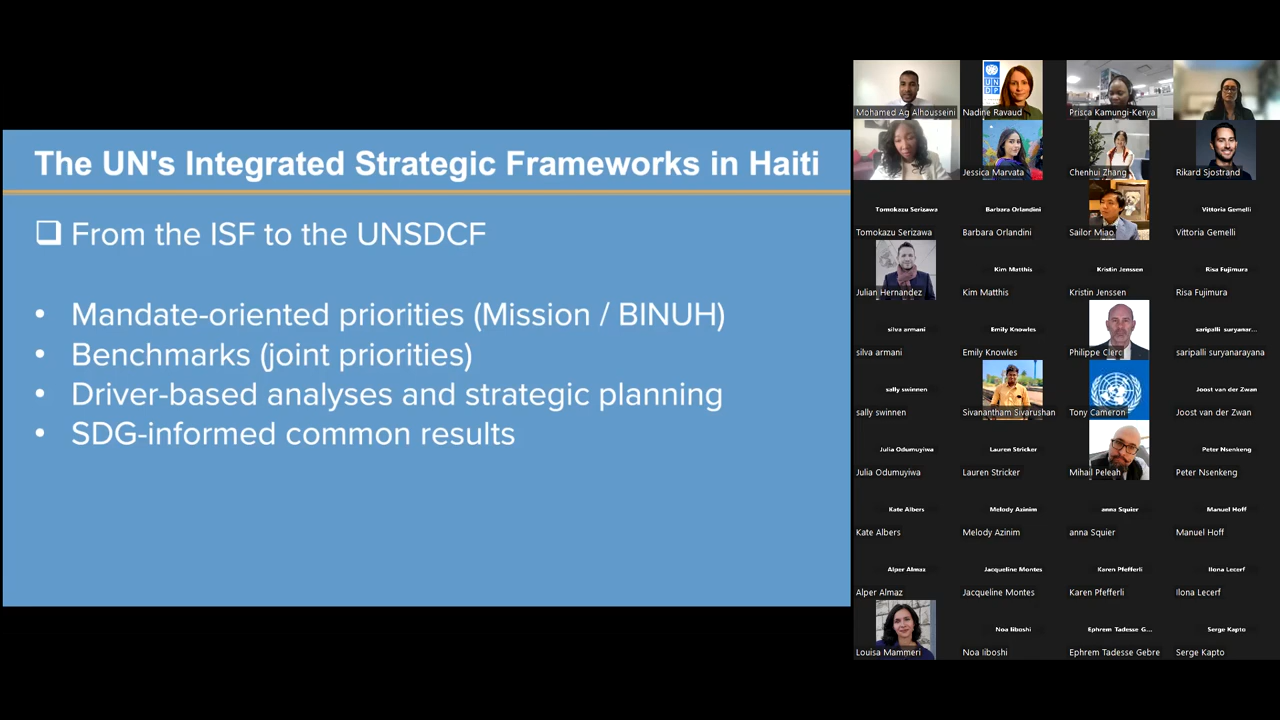 The UN's Integrated Strategic Frameworks in Haiti
❑ From the ISF to the UNSDCF
• Mandate-oriented priorities (Mission / BINUH)
• Benchmarks (joint priorities)
• Driver-based analyses and strategic planning
• SDG-informed common results
UN
DP
Mohamed Ag Alhousseini
Nadine Ravaud
Prisca Kamungi-Kenya
Jessica Marvata
Chenhui Zhang
Rikard Sjostrand
Tomokazu Serizawa
Barbara Orlandini
Vittoria Gemelli
Tomokazu Serizawa
Barbara Orlandini
Sailor Miao
Vittoria Gemelli
Kim Matthis
Kristin Jenssen
Risa Fujimura
Julian Hernandez
Kim Matthis
Kristin Jenssen
Risa Fujimura
silva armani
Emily Knowles
saripalli suryanar...
silva armani
Emily Knowles
Philippe Clerc
saripalli suryanarayana
sally swinnen
Joost van der Zwan
sally swinnen
Sivanantham Sivarushan
Tony Cameron
Joost van der Zwan
Julia Odumuyiwa
Lauren Stricker
Peter Nsenkeng
Julia Odumuyiwa
Lauren Stricker
Mihail Peleah
Peter Nsenkeng
Kate Albers
Melody Azinim
anna Squier
Manuel Hoff
Kate Albers
Melody Azinim
anna Squier
Manuel Hoff
Alper Almaz
Jacqueline Montes
Karen Pfefferli
Ilona Lecerf
Alper Almaz
Jacqueline Montes
Karen Pfefferli
Ilona Lecerf
Noa Iiboshi
Ephrem Tadesse G...
Serge Kapto
Louisa Mammeri
Noa Iiboshi
Ephrem Tadesse Gebre
Serge Kapto